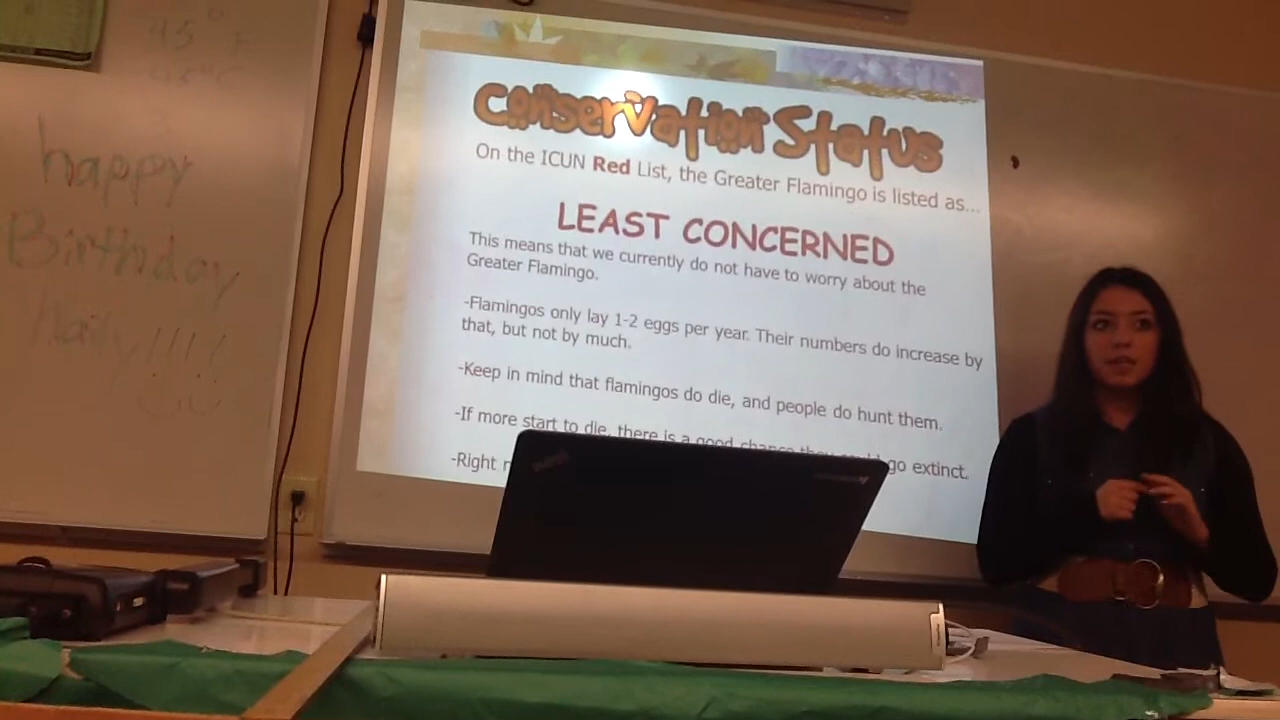 45° F
happy
Birthday
Haily!!!!
Conservation Status
On the ICUN Red List, the Greater Flamingo is listed as...
LEAST CONCERNED
This means that we currently do not have to worry about the
Greater Flamingo.
-Flamingos only lay 1-2 eggs per year. Their numbers do increase by
that, but not by much.
-Keep in mind that flamingos do die, and people do hunt them.
-If more start to die, there is a good chance they could go extinct.
-Right